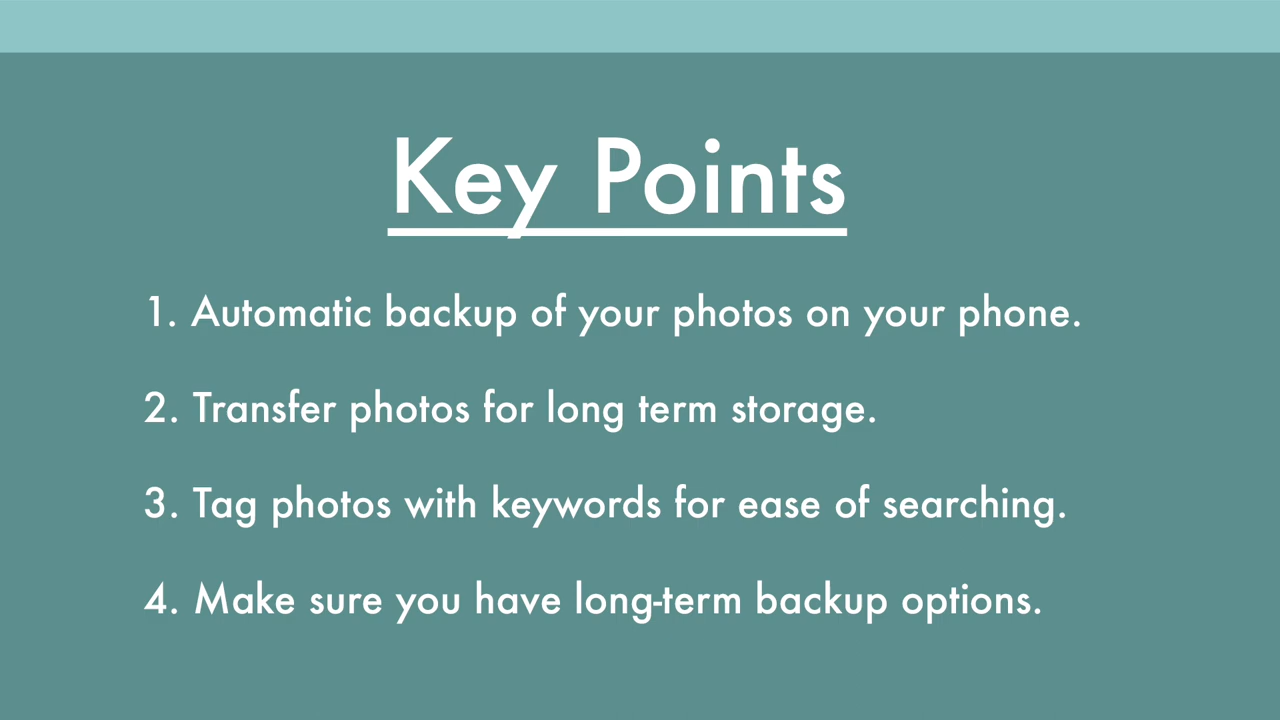 Key Points
1. Automatic backup of your photos on your phone.
2. Transfer photos for long term storage.
3. Tag photos with keywords for ease of searching.
4. Make sure you have long-term backup options.